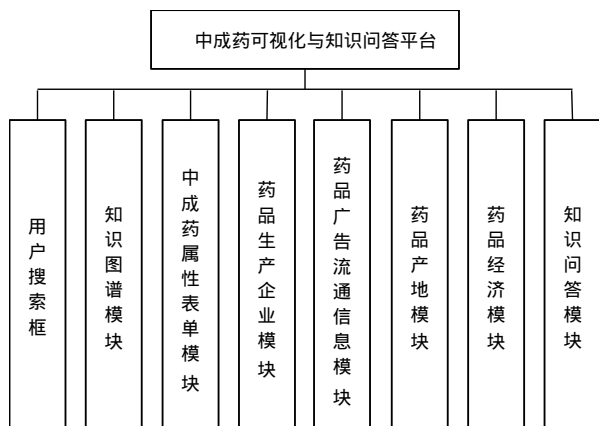 中成药可视化与知识问答平台
用户搜索框
知识图谱模块
中成药属性表单模块
药品生产企业模块
药品广告流通信息模块
药品产地模块
药品经济模块
知识问答模块